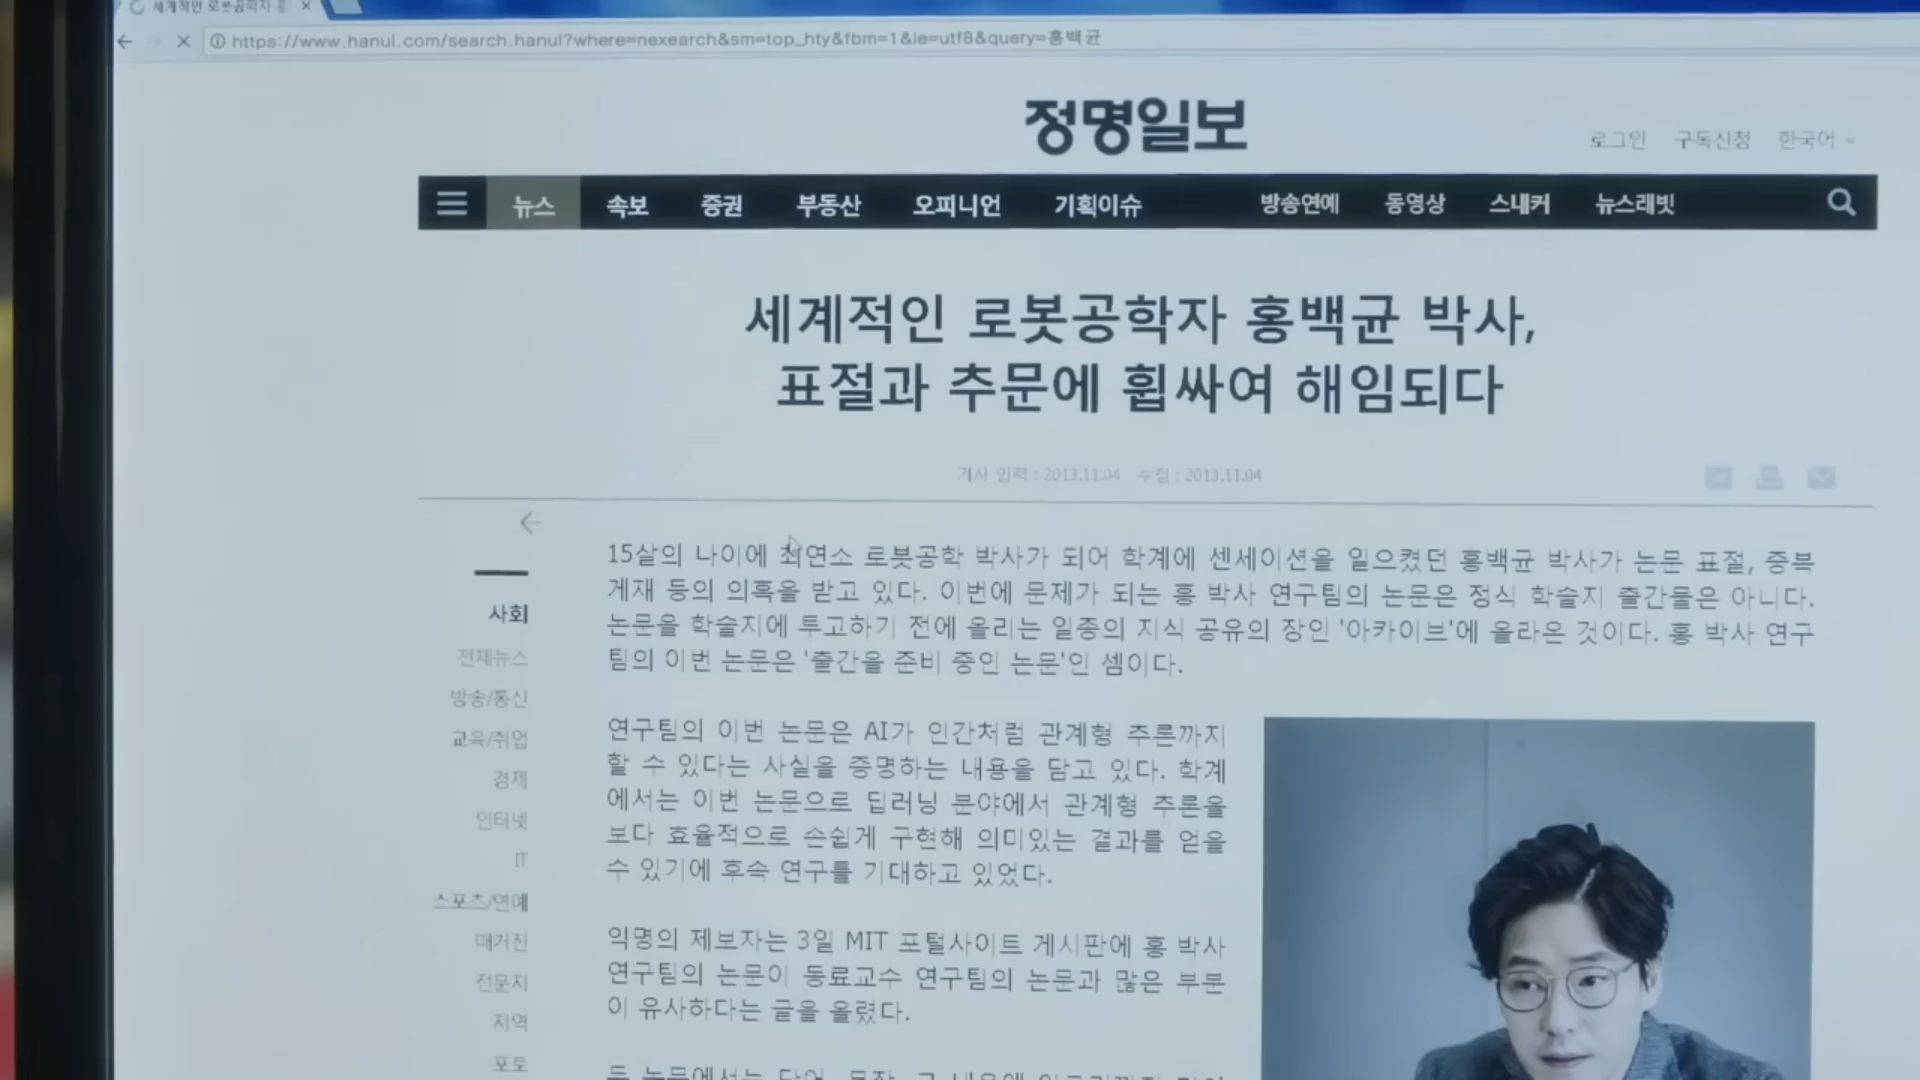 세계적인 로봇공학자 홍
https://www.hanul.com/search.hanul?where=nexearch&sm=top_hty&fbm=1&ie=utf8&query=홍백균
정명일보
로그인 구독신청 한국어
뉴스 속보 증권 부동산 오피니언 기획이슈 방송연예 동영상 스내커 뉴스래빗
세계적인 로봇공학자 홍백균 박사,
표절과 추문에 휩싸여 해임되다
기사 입력 : 2013.11.04 수정 : 2013.11.04
15살의 나이에 최연소 로봇공학 박사가 되어 학계에 센세이션을 일으켰던 홍백균 박사가 논문 표절, 중복
게재 등의 의혹을 받고 있다. 이번에 문제가 되는 홍 박사 연구팀의 논문은 정식 학술지 출간물은 아니다.
논문을 학술지에 투고하기 전에 올리는 일종의 지식 공유의 장인 '아카이브'에 올라온 것이다. 홍 박사 연구
팀의 이번 논문은 '출간을 준비 중인 논문'인 셈이다.
연구팀의 이번 논문은 AI가 인간처럼 관계형 추론까지
할 수 있다는 사실을 증명하는 내용을 담고 있다. 학계
에서는 이번 논문으로 딥러닝 분야에서 관계형 추론을
보다 효율적으로 손쉽게 구현해 의미있는 결과를 얻을
수 있기에 후속 연구를 기대하고 있었다.
익명의 제보자는 3일 MIT 포털사이트 게시판에 홍 박사
연구팀의 논문이 동료교수 연구팀의 논문과 많은 부분
이 유사하다는 글을 올렸다.
사회
전체뉴스
방송/통신
교육/취업
경제
인터넷
IT
스포츠/연예
매거진
전문지
지역
포토